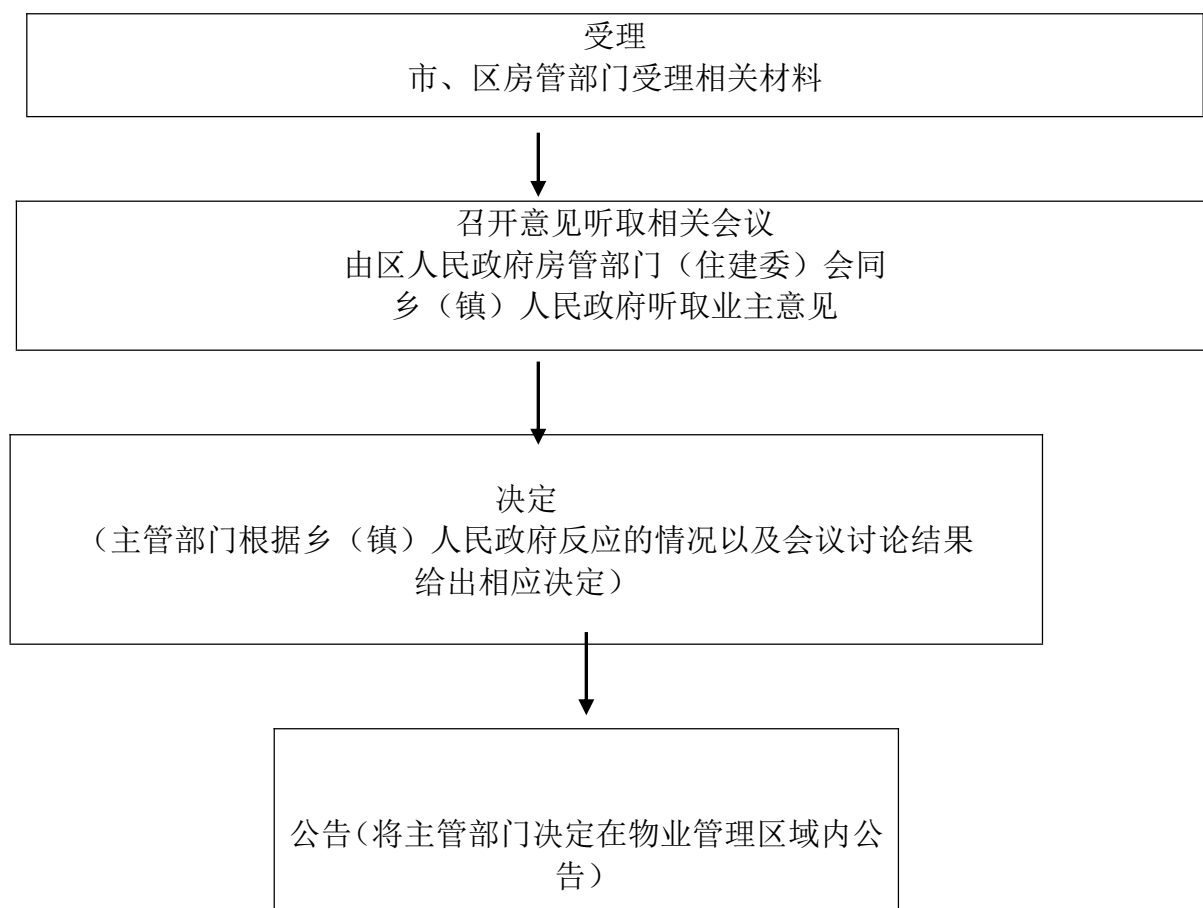 受理
市、区房管部门受理相关材料
召开意见听取相关会议
由区人民政府房管部门（住建委）会同
乡（镇）人民政府听取业主意见
决定
（主管部门根据乡（镇）人民政府反应的情况以及会议讨论结果
给出相应决定）
公告（将主管部门决定在物业管理区域内公
告）